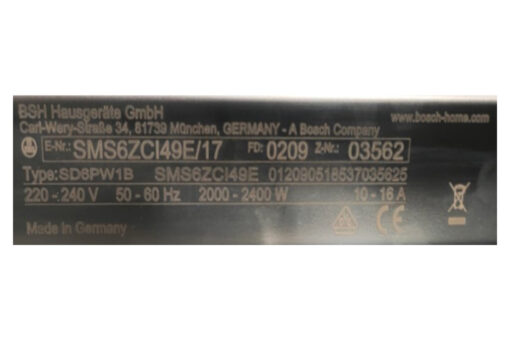 BSH Hausgeräte GmbH
Carl-Wery-Straße 34, 81739 München, GERMANY - A Bosch Company
www.bosch-home.com
E-Nr.: SMS6ZCI49E/17 FD: 0209 Z-Nr.: 03562
Type: SD6PW1B SMS6ZCI49E 012090518537035625
220 - 240 V 50 - 60 Hz 2000 - 2400 W 10 - 16 A
Made in Germany
CE